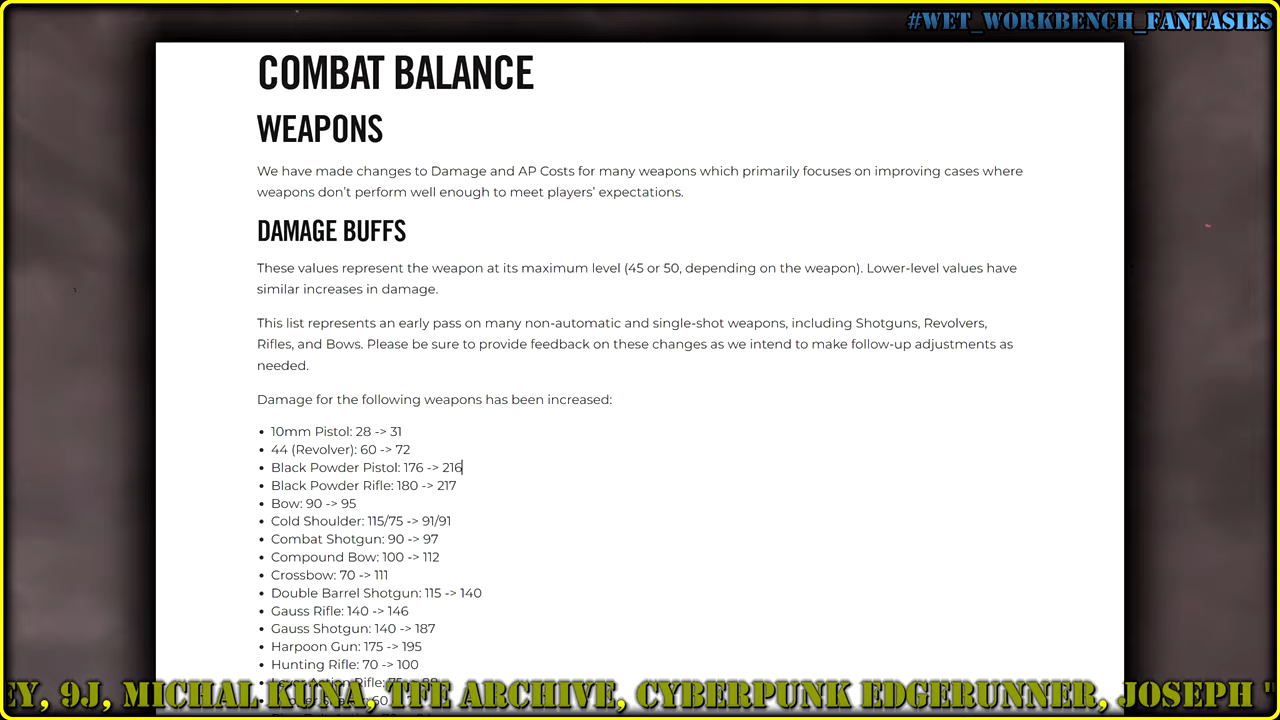 #WET_WORKBENCH_FANTASIES
COMBAT BALANCE
WEAPONS
We have made changes to Damage and AP Costs for many weapons which primarily focuses on improving cases where
weapons don't perform well enough to meet players' expectations.
DAMAGE BUFFS
These values represent the weapon at its maximum level (45 or 50, depending on the weapon). Lower-level values have
similar increases in damage.
This list represents an early pass on many non-automatic and single-shot weapons, including Shotguns, Revolvers,
Rifles, and Bows. Please be sure to provide feedback on these changes as we intend to make follow-up adjustments as
needed.
Damage for the following weapons has been increased:
• 10mm Pistol: 28 -> 31
• 44 (Revolver): 60 -> 72
• Black Powder Pistol: 176 -> 216
• Black Powder Rifle: 180 -> 217
• Bow: 90 -> 95
• Cold Shoulder: 115/75 -> 91/91
• Combat Shotgun: 90 -> 97
• Compound Bow: 100 -> 112
• Crossbow: 70 -> 111
• Double Barrel Shotgun: 115 -> 140
• Gauss Rifle: 140 -> 146
• Gauss Shotgun: 140 -> 187
• Harpoon Gun: 175 -> 195
• Hunting Rifle: 70 -> 100
EY, 9J, MICHAL KUNA, TFE ARCHIVE, CYBERPUNK EDGERUNNER, JOSEPH "